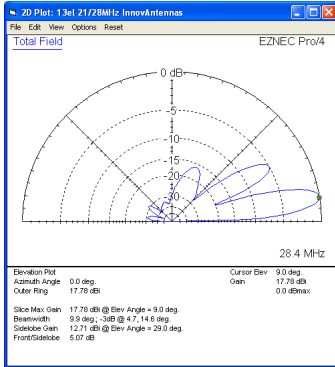 2D Plot: 13el 21/28MHz InnovAntennas
File Edit View Options Reset
Total Field EZNEC Pro/4
0 dB
-5
-10
-15
-20
-30
28.4 MHz
Elevation Plot Cursor Elev 9.0 deg.
Azimuth Angle 0.0 deg. Gain 17.78 dBi
Outer Ring 17.78 dBi 0.0 dBmax
Slice Max Gain 17.78 dBi @ Elev Angle = 9.0 deg.
Beamwidth 9.9 deg.; -3dB @ 4.7, 14.6 deg.
Sidelobe Gain 12.71 dBi @ Elev Angle = 29.0 deg.
Front/Sidelobe 5.07 dB